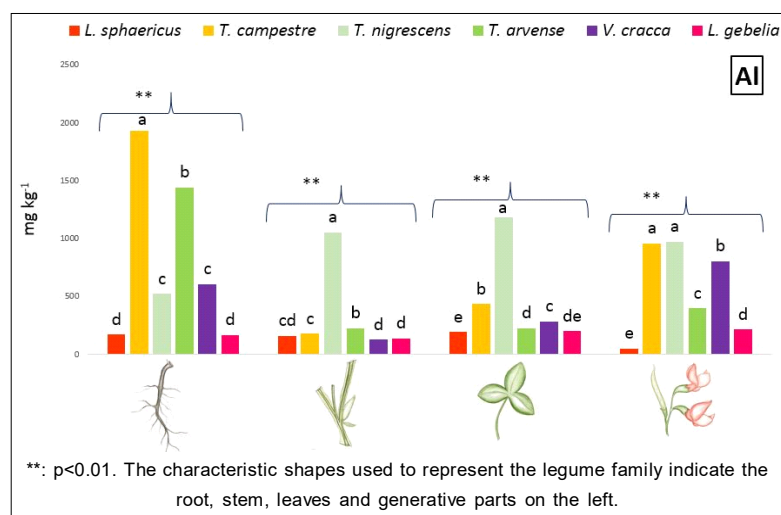 L. sphaericus T. campestre T. nigrescens T. arvense V. cracca L. gebelia
Al
mg kg⁻¹
2500
2000
1500
1000
500
0
** ** ** **
d a c b c d
cd c a b d d
e b a d c de
e a a c b d
**: p<0.01. The characteristic shapes used to represent the legume family indicate the
root, stem, leaves and generative parts on the left.